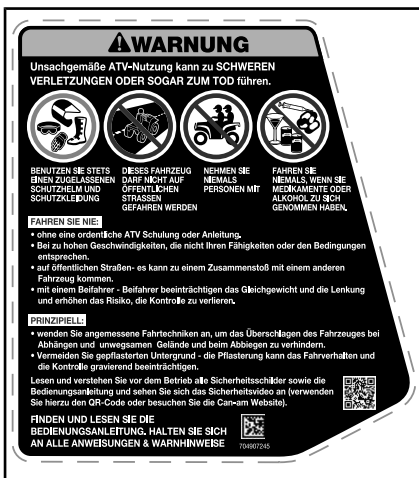 WARNUNG
Unsachgemäße ATV-Nutzung kann zu SCHWEREN
VERLETZUNGEN ODER SOGAR ZUM TOD führen.
BENUTZEN SIE STETS
EINEN ZUGELASSENEN
SCHUTZHELM UND
SCHUTZKLEIDUNG
DIESES FAHRZEUG
DARF NICHT AUF
ÖFFENTLICHEN
STRASSEN
GEFAHREN WERDEN
NEHMEN SIE
NIEMALS
PERSONEN MIT
FAHREN SIE
NIEMALS, WENN SIE
MEDIKAMENTE ODER
ALKOHOL ZU SICH
GENOMMEN HABEN.
FAHREN SIE NIE:
• ohne eine ordentliche ATV Schulung oder Anleitung.
• Bei zu hohen Geschwindigkeiten, die nicht Ihren Fähigkeiten oder den Bedingungen
entsprechen.
• auf öffentlichen Straßen- es kann zu einem Zusammenstoß mit einem anderen
Fahrzeug kommen.
• mit einem Beifahrer - Beifahrer beeinträchtigen das Gleichgewicht und die Lenkung
und erhöhen das Risiko, die Kontrolle zu verlieren.
PRINZIPIELL:
• wenden Sie angemessene Fahrtechniken an, um das Überschlagen des Fahrzeuges bei
Abhängen und unwegsamen Gelände und beim Abbiegen zu verhindern.
• Vermeiden Sie gepflasterten Untergrund - die Pflasterung kann das Fahrverhalten und
die Kontrolle gravierend beeinträchtigen.
Lesen und verstehen Sie vor dem Betrieb alle Sicherheitsschilder sowie die
Bedienungsanleitung und sehen Sie sich das Sicherheitsvideo an (verwenden
Sie hierzu den QR-Code oder besuchen Sie die Can-am Website).
FINDEN UND LESEN SIE DIE
BEDIENUNGSANLEITUNG. HALTEN SIE SICH
AN ALLE ANWEISUNGEN & WARNHINWEISE
704907245